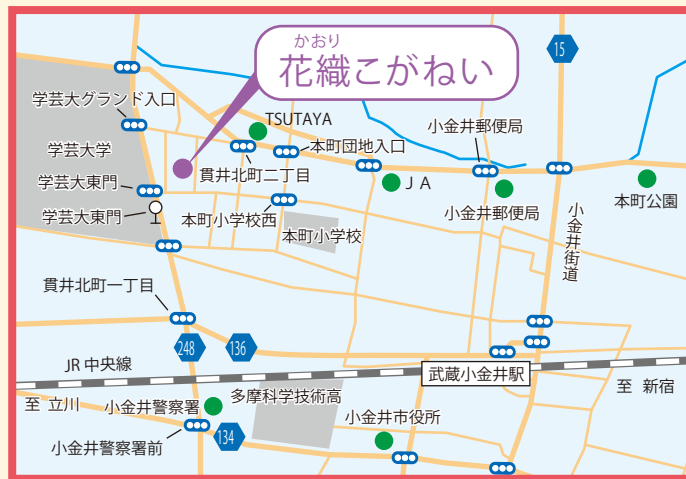 かおり
花織こがねい
15
学芸大グランド入口
TSUTAYA
小金井郵便局
本町団地入口
学芸大学
貫井北町二丁目
JA
学芸大東門
小金井郵便局
本町公園
学芸大東門
本町小学校西
本町小学校
小金井街道
貫井北町一丁目
248
136
JR中央線
武蔵小金井駅
至 新宿
至 立川
小金井警察署
多摩科学技術高
小金井市役所
小金井警察署前
134